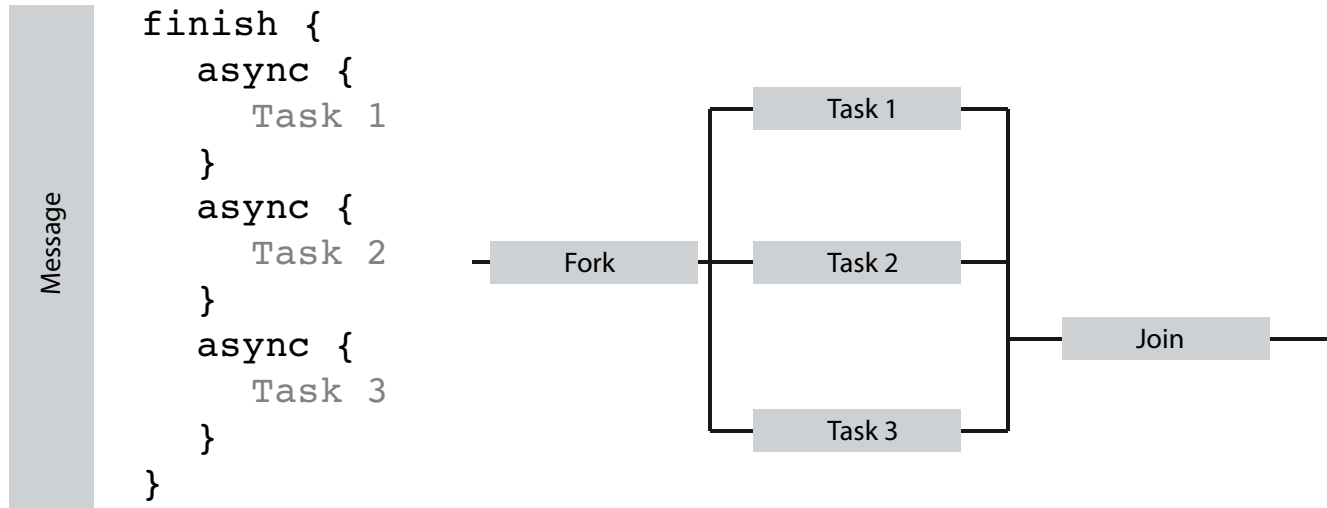 Message
finish {
async {
Task 1
}
async {
Task 2
}
async {
Task 3
}
}
Fork
Task 1
Task 2
Task 3
Join